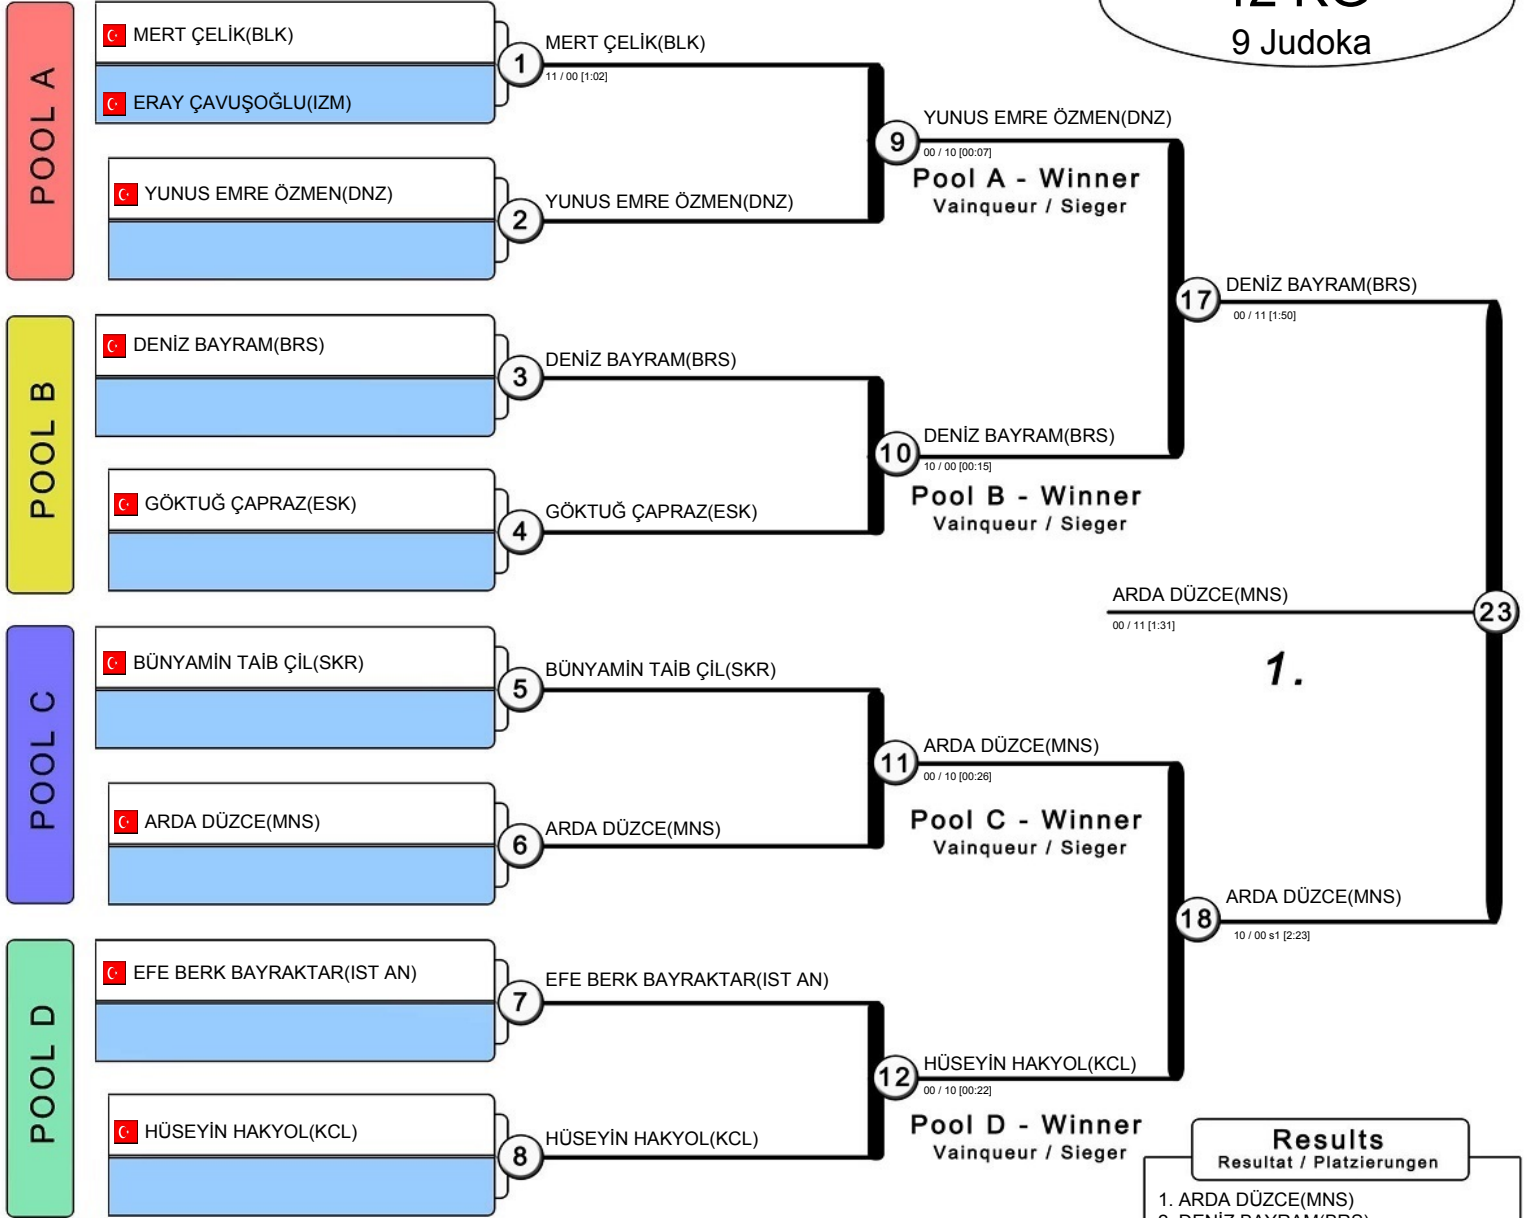 9 Judoka
POOL A
MERT ÇELİK(BLK)
ERAY ÇAVUŞOĞLU(IZM)
1
MERT ÇELİK(BLK)
11 / 00 [1:02]
YUNUS EMRE ÖZMEN(DNZ)
2
YUNUS EMRE ÖZMEN(DNZ)
9
YUNUS EMRE ÖZMEN(DNZ)
00 / 10 [00:07]
Pool A - Winner
Vainqueur / Sieger
POOL B
DENİZ BAYRAM(BRS)
3
DENİZ BAYRAM(BRS)
GÖKTUĞ ÇAPRAZ(ESK)
4
GÖKTUĞ ÇAPRAZ(ESK)
10
DENİZ BAYRAM(BRS)
10 / 00 [00:15]
Pool B - Winner
Vainqueur / Sieger
17
DENİZ BAYRAM(BRS)
00 / 11 [1:50]
POOL C
BÜNYAMİN TAİB ÇİL(SKR)
5
BÜNYAMİN TAİB ÇİL(SKR)
ARDA DÜZCE(MNS)
6
ARDA DÜZCE(MNS)
11
ARDA DÜZCE(MNS)
00 / 10 [00:26]
Pool C - Winner
Vainqueur / Sieger
POOL D
EFE BERK BAYRAKTAR(IST AN)
7
EFE BERK BAYRAKTAR(IST AN)
HÜSEYİN HAKYOL(KCL)
8
HÜSEYİN HAKYOL(KCL)
12
HÜSEYİN HAKYOL(KCL)
00 / 10 [00:22]
Pool D - Winner
Vainqueur / Sieger
18
ARDA DÜZCE(MNS)
10 / 00 s1 [2:23]
23
ARDA DÜZCE(MNS)
00 / 11 [1:31]
1.
Results
Resultat / Platzierungen
1. ARDA DÜZCE(MNS)
2. DENİZ BAYRAM(BRS)